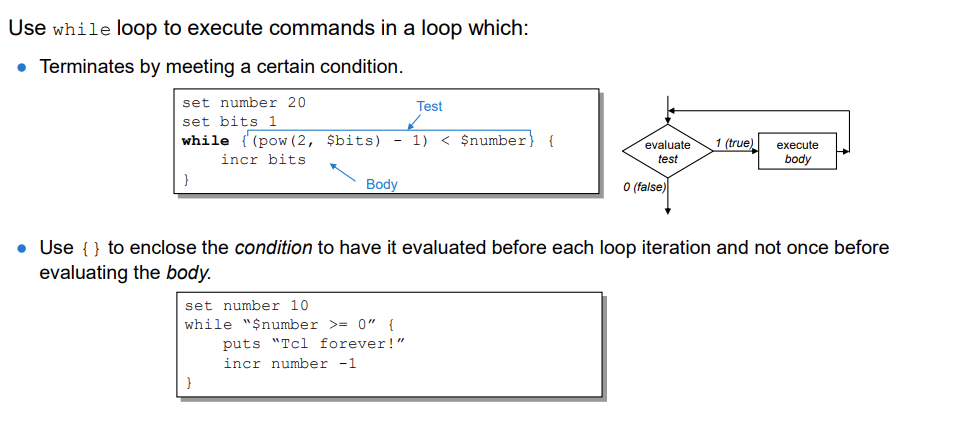 Use while loop to execute commands in a loop which:
• Terminates by meeting a certain condition.
set number 20
Test
set bits 1
while {(pow(2, $bits) - 1) < $number} {
incr bits
}
Body
evaluate
test
1 (true)
execute
body
0 (false)
• Use {} to enclose the condition to have it evaluated before each loop iteration and not once before
evaluating the body.
set number 10
while “$number >= 0” {
puts “Tcl forever!”
incr number -1
}